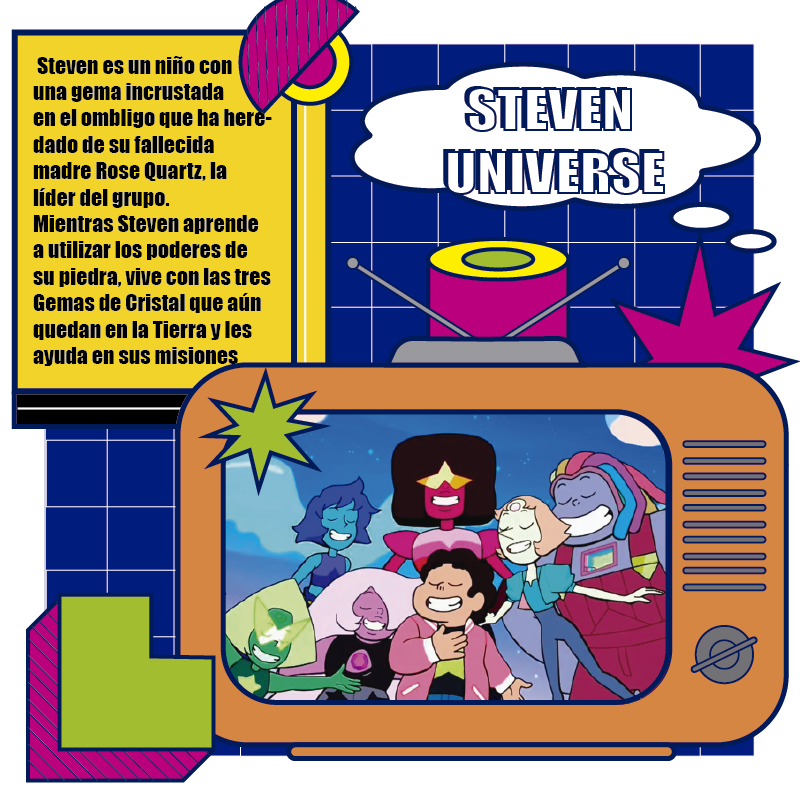 Steven es un niño con
una gema incrustada
en el ombligo que ha here-
dado de su fallecida
madre Rose Quartz, la
líder del grupo.
Mientras Steven aprende
a utilizar los poderes de
su piedra, vive con las tres
Gemas de Cristal que aún
quedan en la Tierra y les
ayuda en sus misiones
STEVEN
UNIVERSE